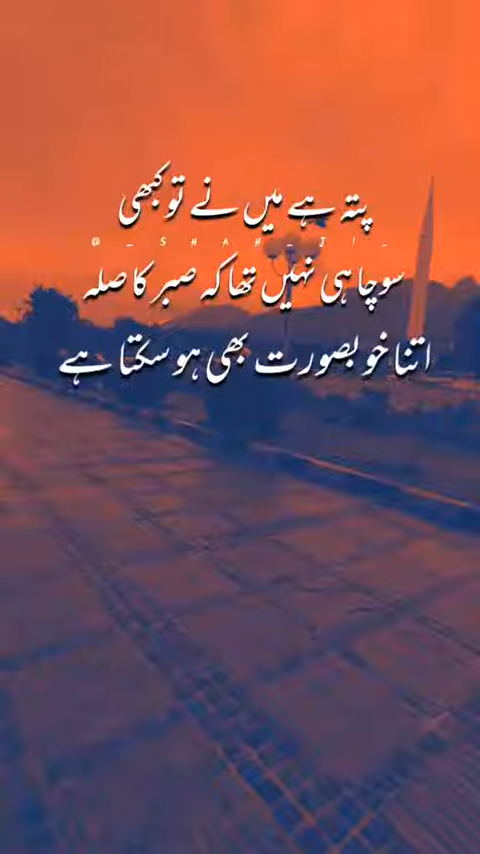 پتہ ہے میں نے تو کبھی
@_SHAH_JI_
سوچا ہی نہیں تھا کہ صبر کا صلہ
اتنا خوبصورت بھی ہو سکتا ہے